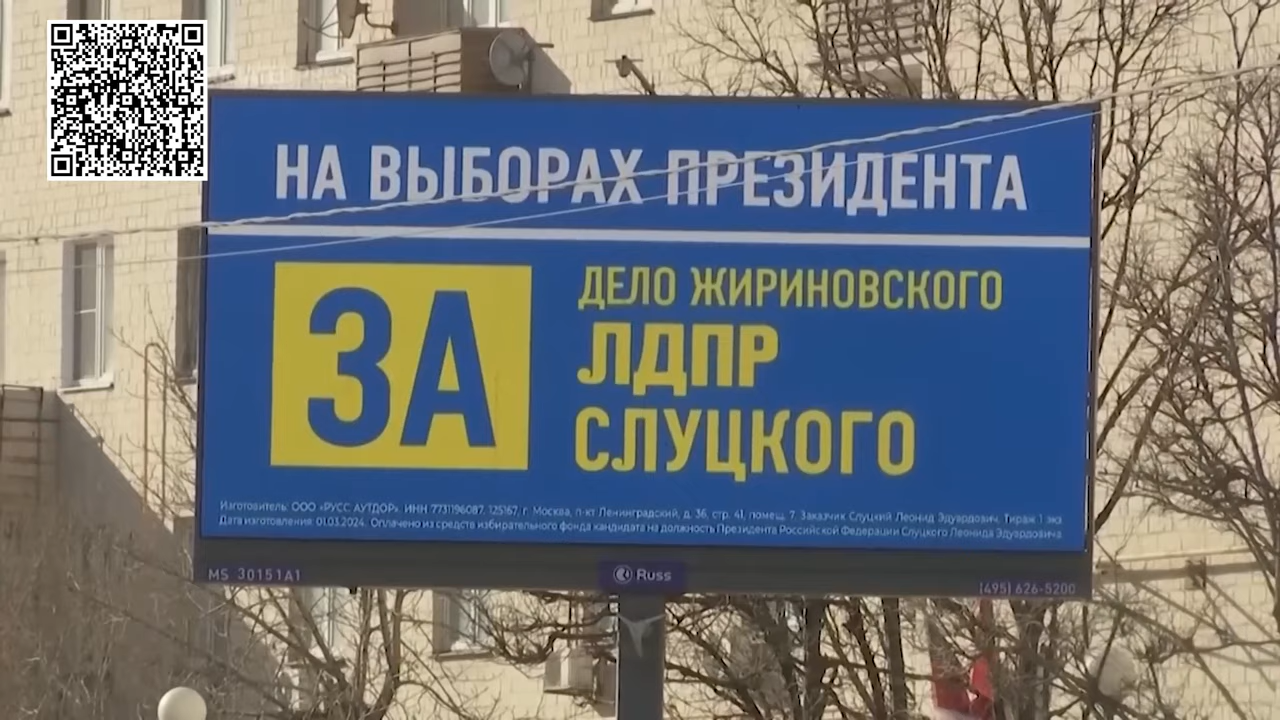 НА ВЫБОРАХ ПРЕЗИДЕНТА
ЗА
ДЕЛО ЖИРИНОВСКОГО
ЛДПР
СЛУЦКОГО
Изготовитель: ООО «РУСС АУТДОР». ИНН 7731196087, 125167, г. Москва, п-кт Ленинградский, д. 36, стр. 41, помещ. 7. Заказчик Слуцкий Леонид Эдуардович. Тираж 1 экз
Дата изготовления: 01.03.2024. Оплачено из средств избирательного фонда кандидата на должность Президента Российской Федерации Слуцкого Леонида Эдуардовича
MS 30151A1
Russ
(495) 626-5200